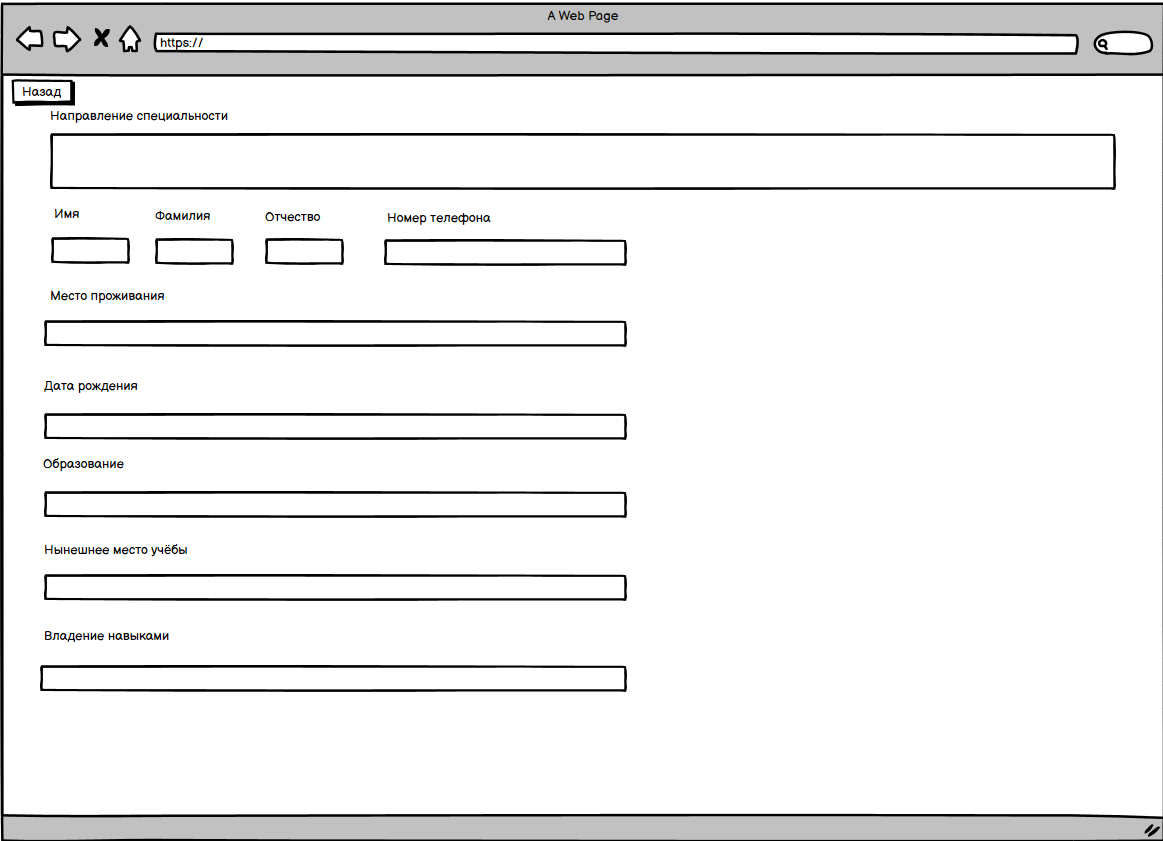 A Web Page
https://
Назад
Направление специальности
Имя
Фамилия
Отчество
Номер телефона
Место проживания
Дата рождения
Образование
Нынешнее место учёбы
Владение навыками